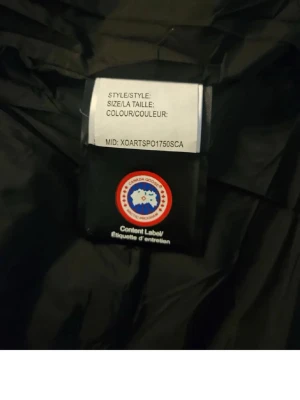 STYLE/STYLE:
SIZE/LA TAILLE:
COLOUR/COULEUR:
MID: XOARTSPO1750SCA
Content Label/
Étiquette d'entretien